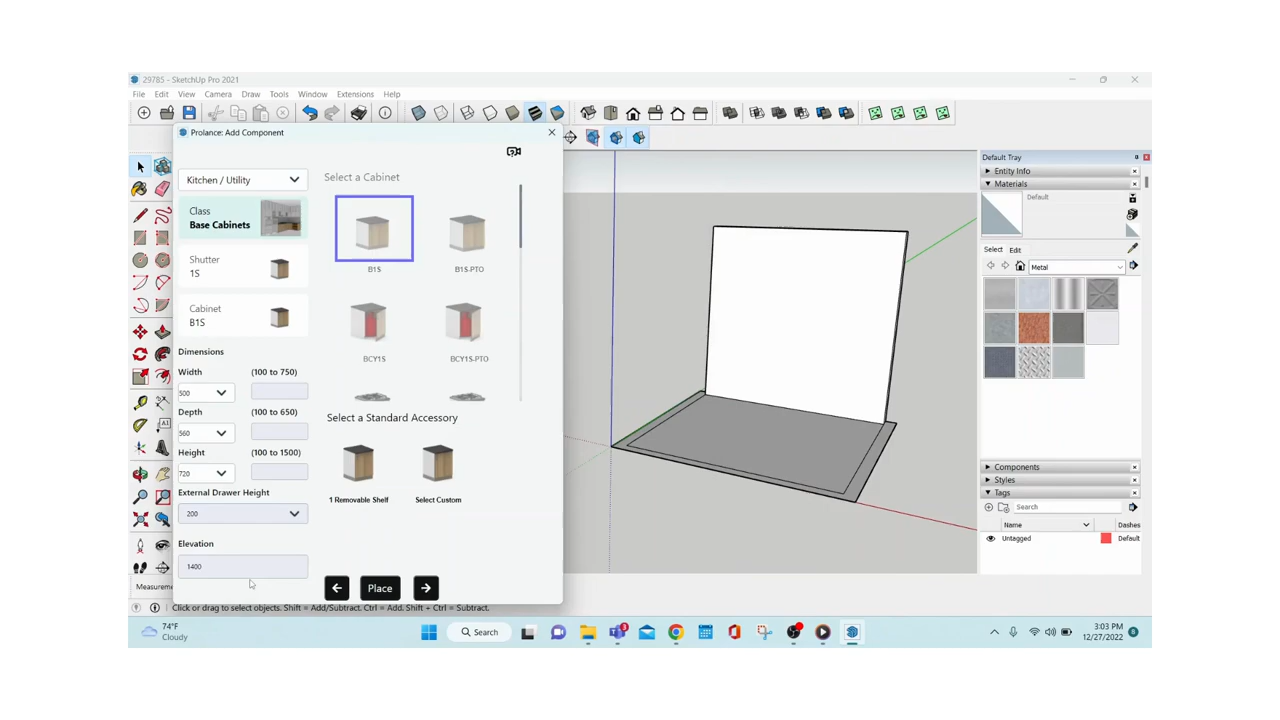 29785 - SketchUp Pro 2021
File Edit View Camera Draw Tools Window Extensions Help
Prolance: Add Component
Kitchen / Utility
Select a Cabinet
Class
Base Cabinets
Shutter
1S
Cabinet
B1S
B1S
B1S-PTO
BCY1S
BCY1S-PTO
Dimensions
Width (100 to 750)
500
Depth (100 to 650)
560
Height (100 to 1500)
720
External Drawer Height
200
Elevation
1400
Select a Standard Accessory
1 Removable Shelf
Select Custom
Place
Default Tray
Entity Info
Materials
Default
Select Edit
Metal
Components
Styles
Tags
Search
Name Dashes
Untagged Default
Measurem
Click or drag to select objects. Shift = Add/Subtract. Ctrl = Add. Shift + Ctrl = Subtract.
74°F
Cloudy
Search
3:03 PM
12/27/2022